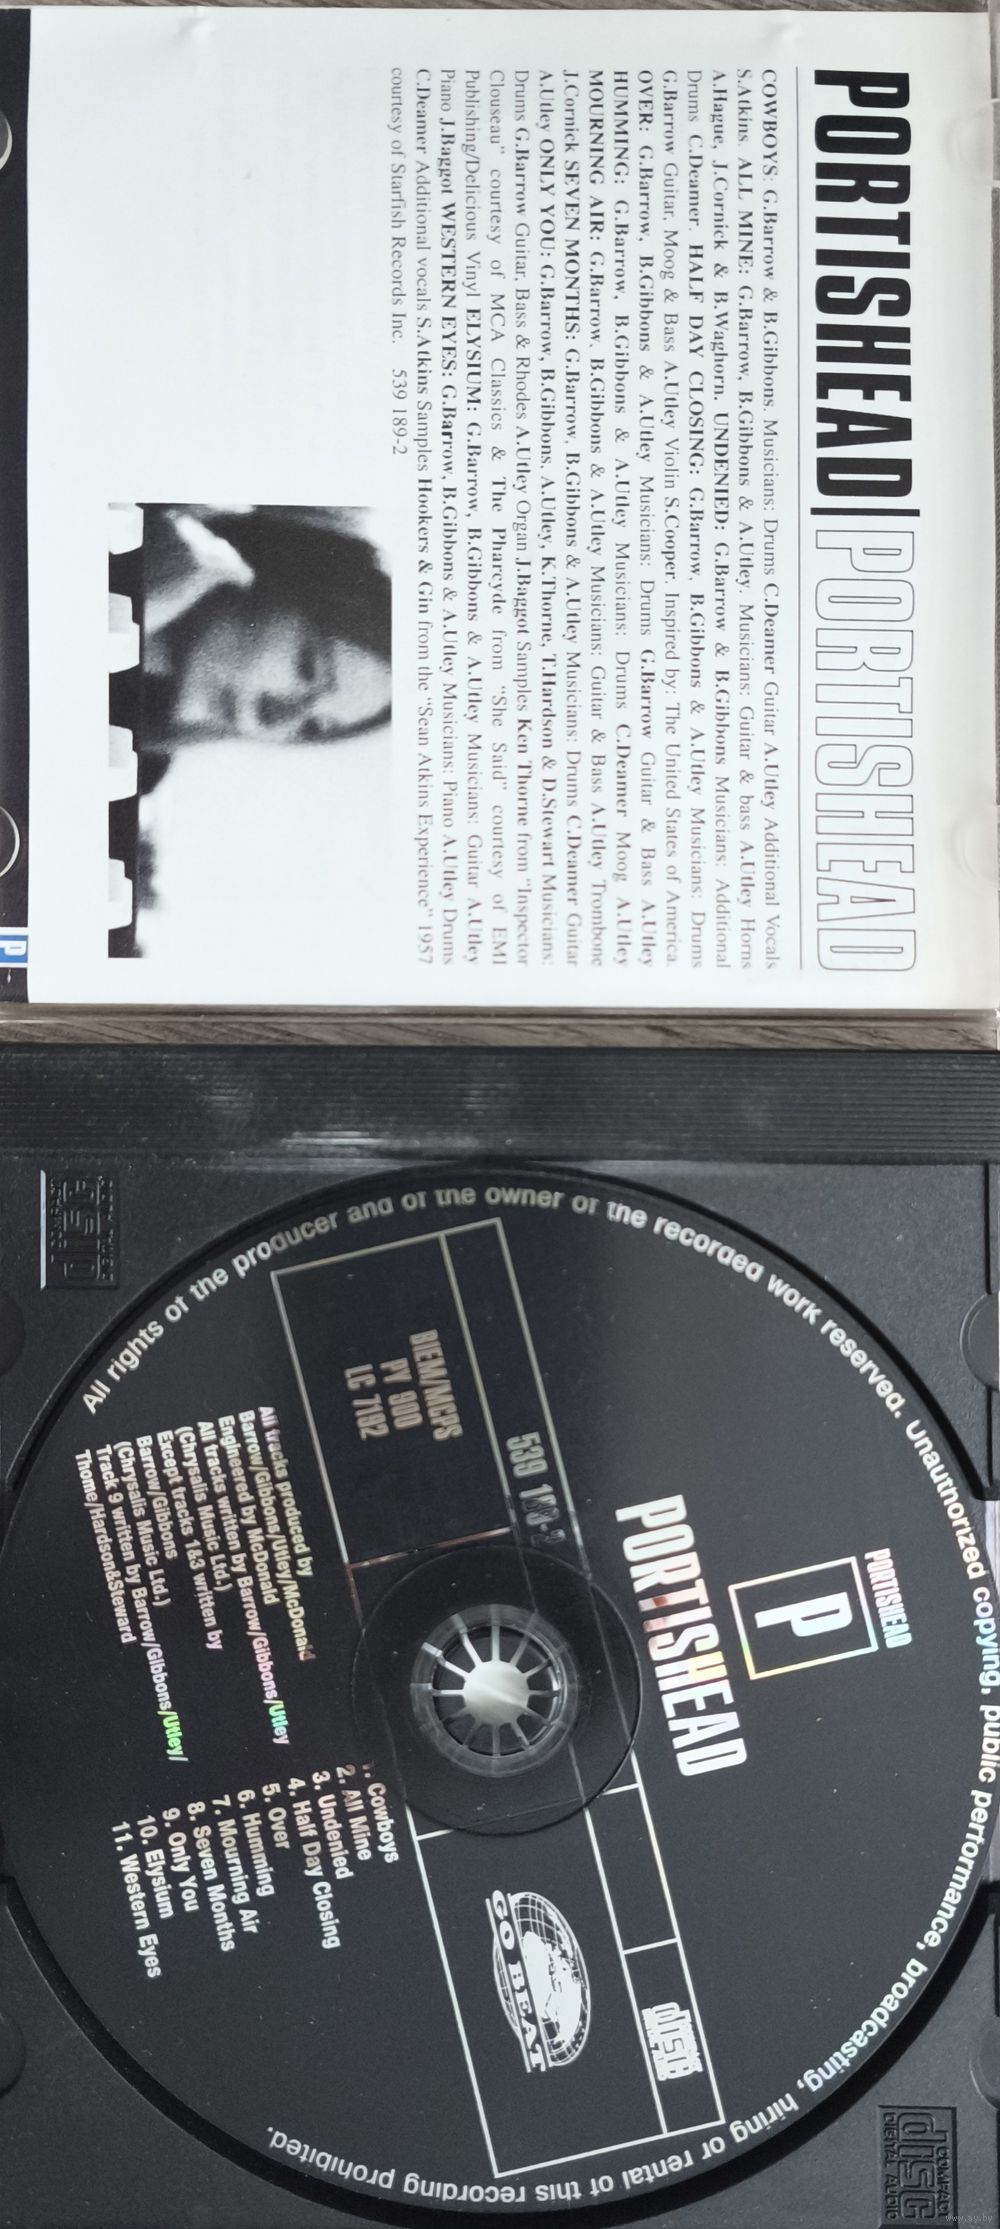 PORTISHEAD|PORTISHEAD
COWBOYS: G.Barrow & B.Gibbons. Musicians: Drums C.Deamer Guitar A.Utley Additional Vocals
S.Atkins. ALL MINE: G.Barrow, B.Gibbons & A.Utley. Musicians: Guitar & bass A.Utley Horns
A.Hague, J.Cornick & B.Waghorn. UNDENIED: G.Barrow & B.Gibbons Musicians: Additional
Drums C.Deamer. HALF DAY CLOSING: G.Barrow, B.Gibbons & A.Utley Musicians: Drums
G.Barrow Guitar, Moog & Bass A.Utley Violin S.Cooper. Inspired by: The United States of America.
OVER: G.Barrow, B.Gibbons & A.Utley Musicians: Drums G.Barrow Guitar & Bass A.Utley
HUMMING: G.Barrow, B.Gibbons & A.Utley Musicians: Drums C.Deamer Moog A.Utley
MOURNING AIR: G.Barrow, B.Gibbons & A.Utley Musicians: Guitar & Bass A.Utley Trombone
J.Cornick SEVEN MONTHS: G.Barrow, B.Gibbons & A.Utley Musicians: Drums C.Deamer Guitar
A.Utley ONLY YOU: G.Barrow, B.Gibbons, A.Utley, K.Thorne, T.Hardson & D.Stewart Musicians:
Drums G.Barrow Guitar, Bass & Rhodes A.Utley Organ J.Baggot Samples Ken Thorne from "Inspector
Clouseau" courtesy of MCA Classics & The Pharcyde from "She Said" courtesy of EMI
Publishing/Delicious Vinyl ELYSIUM: G.Barrow, B.Gibbons & A.Utley Musicians: Guitar A.Utley
Piano J.Baggot WESTERN EYES: G.Barrow, B.Gibbons & A.Utley Musicians: Piano A.Utley Drums
C.Deamer Additional vocals S.Atkins Samples Hookers & Gin from the "Sean Atkins Experience" 1957
courtesy of Starfish Records Inc. 539 189-2
P
All rights of the producer and of the owner of the recorded work reserved. Unauthorized copying, public performance, broadcasting, hiring or rental of this recording prohibited.
PORTISHEAD
P
PORTISHEAD
539 189-2
BIEM/MCPS
PY 900
LC 7192
COMPACT
disc
DIGITAL AUDIO
GO BEAT
All tracks produced by
Barrow/Gibbons/Utley/McDonald
Engineered by McDonald
All tracks written by Barrow/Gibbons/Utley
(Chrysalis Music Ltd.)
Except tracks 1&3 written by
Barrow/Gibbons
(Chrysalis Music Ltd.)
Track 9 written by Barrow/Gibbons/Utley/
Thorne/Hardson&Steward
1. Cowboys
2. All Mine
3. Undenied
4. Half Day Closing
5. Over
6. Humming
7. Mourning Air
8. Seven Months
9. Only You
10. Elysium
11. Western Eyes
COMPACT
disc
DIGITAL AUDIO
COMPACT
disc
DIGITAL AUDIO
www.ay.by